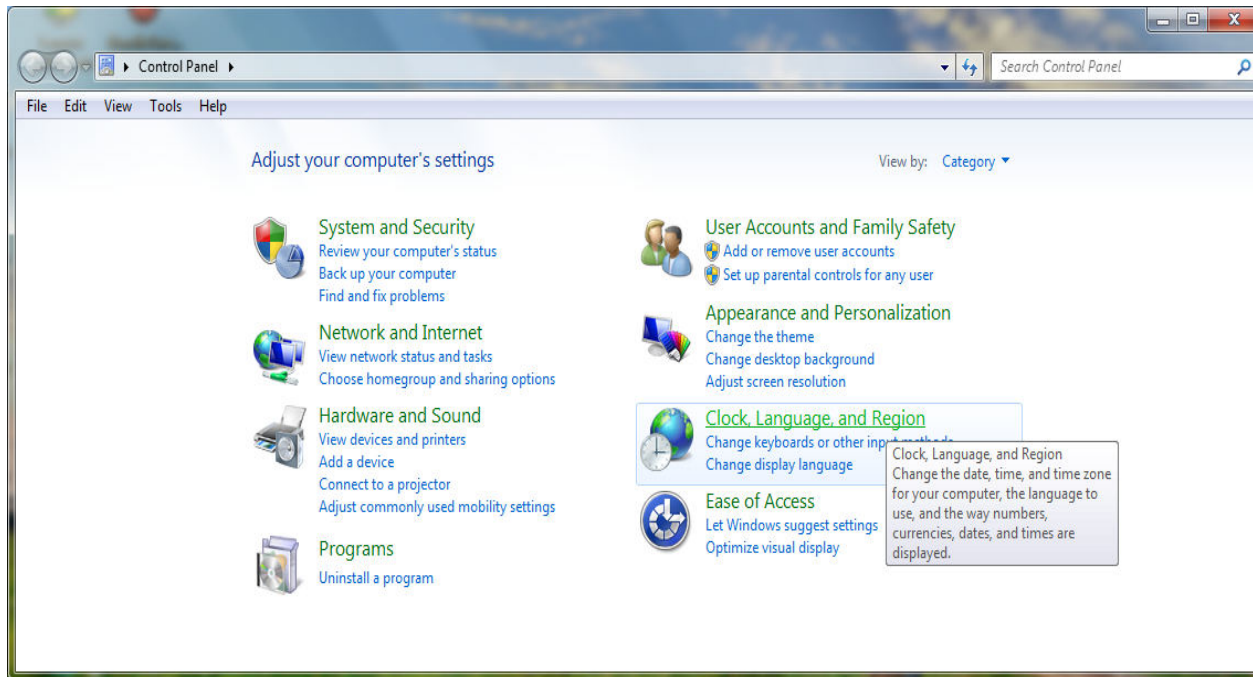 Control Panel
Search Control Panel
File Edit View Tools Help
Adjust your computer's settings
View by: Category
System and Security
Review your computer's status
Back up your computer
Find and fix problems
Network and Internet
View network status and tasks
Choose homegroup and sharing options
Hardware and Sound
View devices and printers
Add a device
Connect to a projector
Adjust commonly used mobility settings
Programs
Uninstall a program
User Accounts and Family Safety
Add or remove user accounts
Set up parental controls for any user
Appearance and Personalization
Change the theme
Change desktop background
Adjust screen resolution
Clock, Language, and Region
Change keyboards or other input methods
Change display language
Ease of Access
Let Windows suggest settings
Optimize visual display
Clock, Language, and Region
Change the date, time, and time zone
for your computer, the language to
use, and the way numbers,
currencies, dates, and times are
displayed.